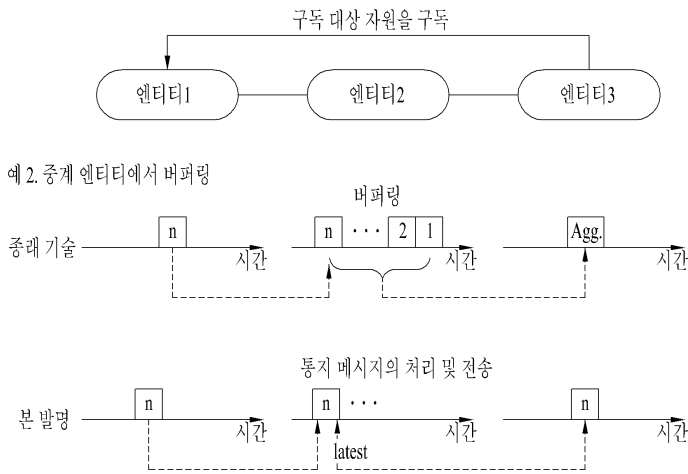 구독 대상 자원을 구독
엔티티1 엔티티2 엔티티3
예 2. 중계 엔티티에서 버퍼링
버퍼링
종래 기술 n 시간 n ··· 2 1 시간 Agg. 시간
통지 메시지의 처리 및 전송
본 발명 n 시간 n ··· 시간 n 시간
latest